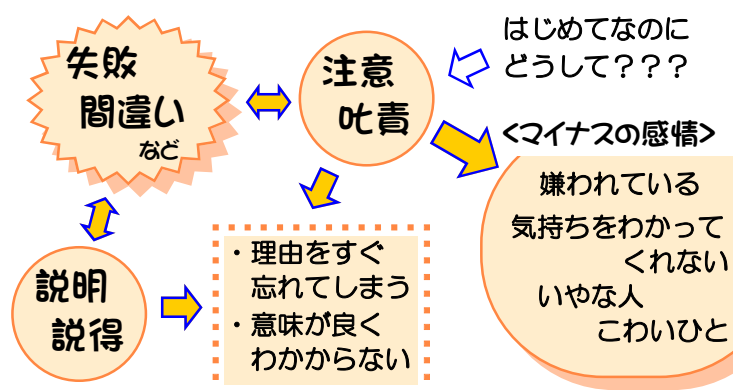 失敗
間違い
など
注意
叱責
はじめてなのに
どうして？？？
<マイナスの感情>
嫌われている
気持ちをわかって
くれない
いやな人
こわいひと
説明
説得
・理由をすぐ
忘れてしまう
・意味が良く
わかからない